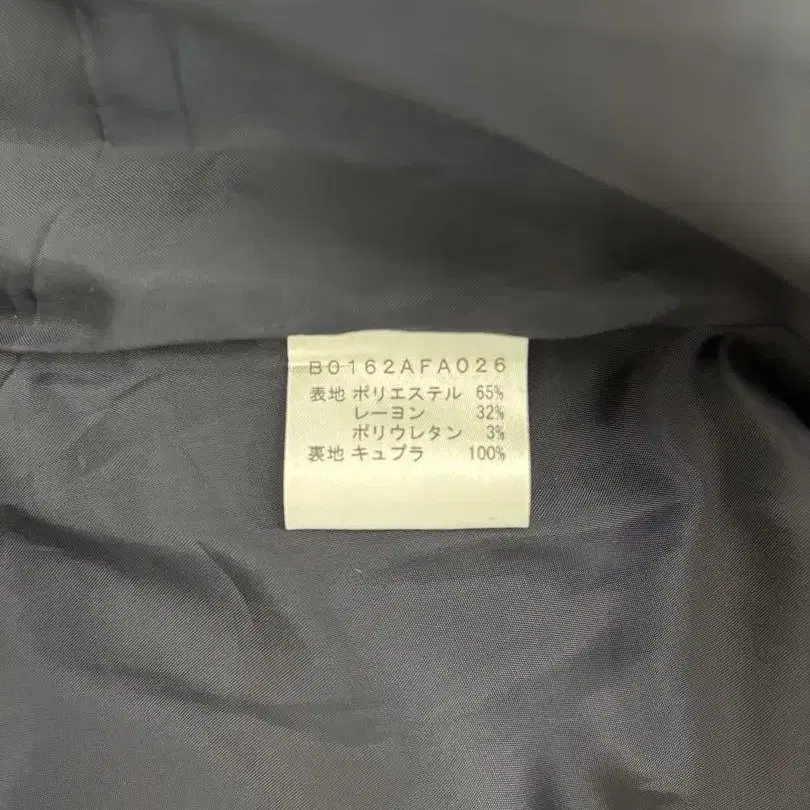 B0162AFA026
表地 ポリエステル 65%
レーヨン 32%
ポリウレタン 3%
裏地 キュプラ 100%